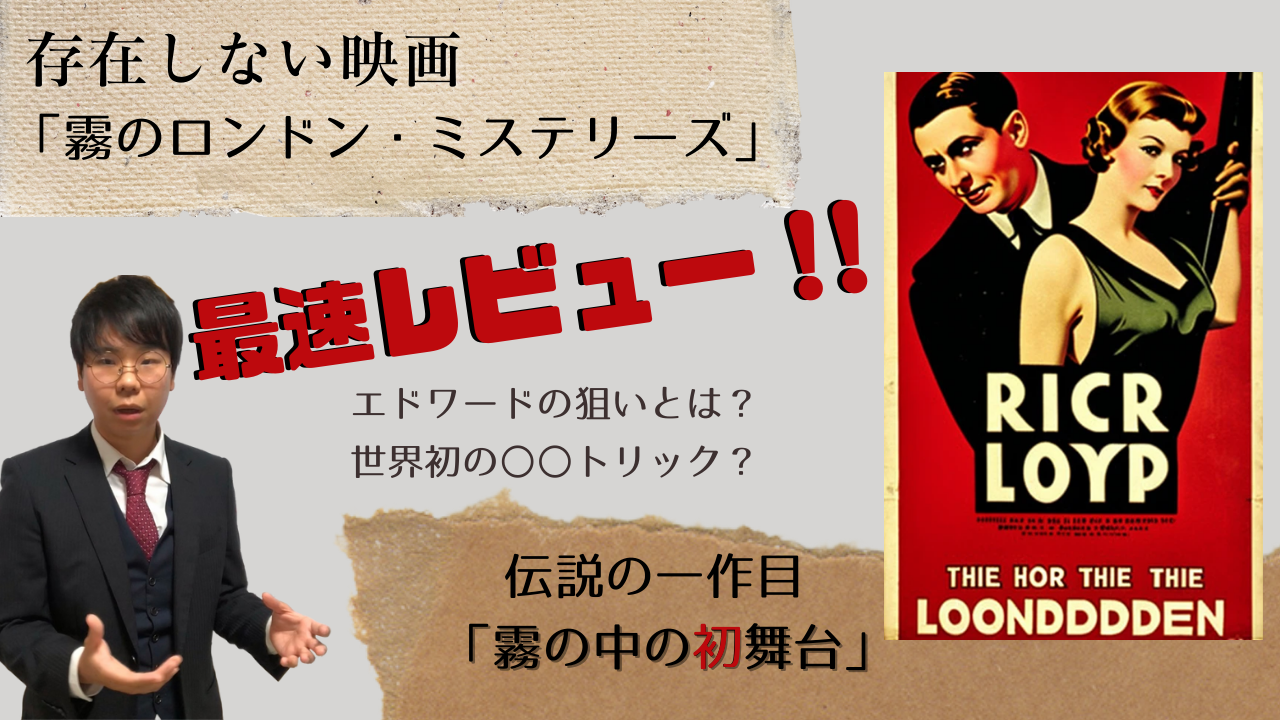 存在しない映画
「霧のロンドン・ミステリーズ」
最速レビュー!!
エドワードの狙いとは？
世界初の〇〇トリック？
伝説の一作目
「霧の中の初舞台」
RICR
LOYP
THIE HOR THIE THIE
LOONDDDDEN